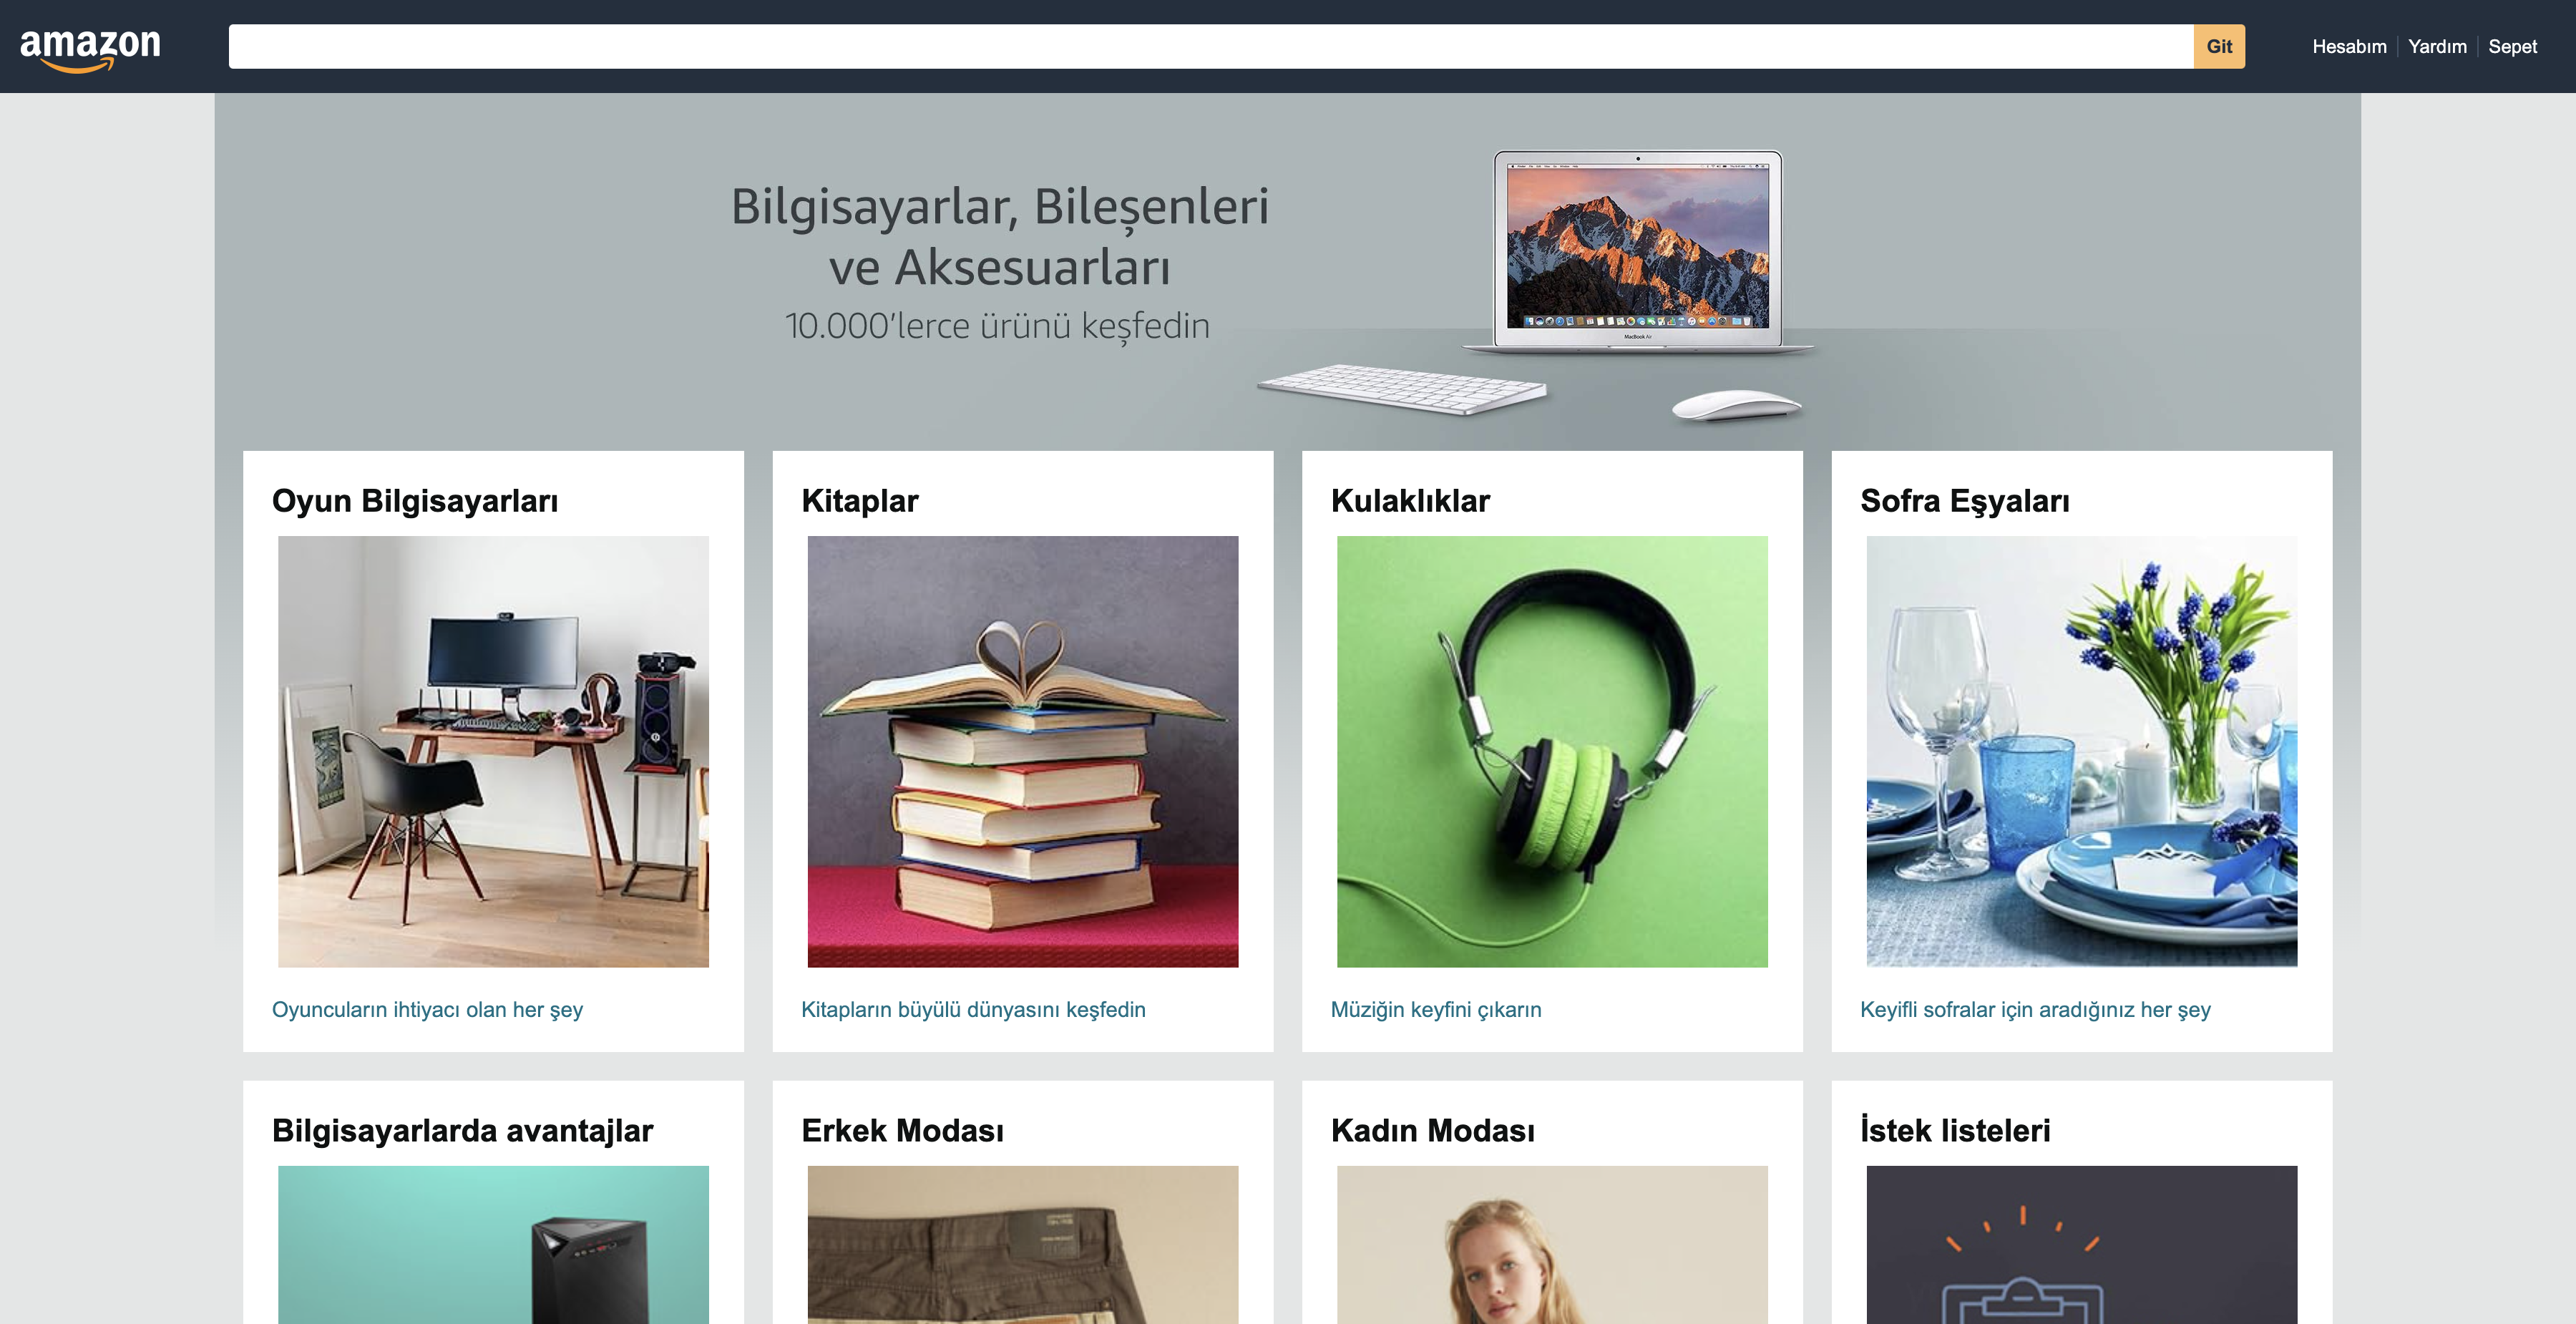 amazon
Git
Hesabım
Yardım
Sepet
Bilgisayarlar, Bileşenleri
ve Aksesuarları
10.000'lerce ürünü keşfedin
MacBook Air
Oyun Bilgisayarları
Kitaplar
Kulaklıklar
Sofra Eşyaları
Oyuncuların ihtiyacı olan her şey
Kitapların büyülü dünyasını keşfedin
Müziğin keyfini çıkarın
Keyifli sofralar için aradığınız her şey
Bilgisayarlarda avantajlar
Erkek Modası
Kadın Modası
İstek listeleri